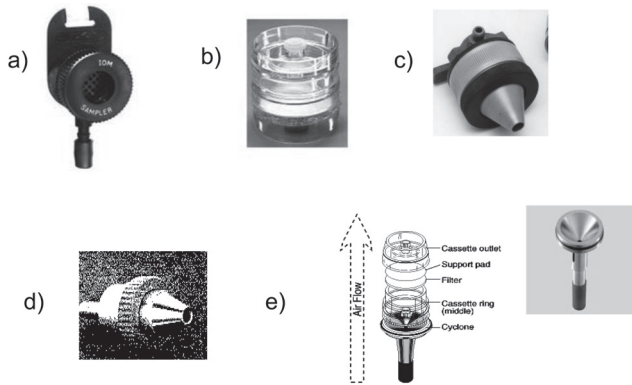 a)
IOM
SAMPLER
b)
c)
d)
e)
Air Flow
Cassette outlet
Support pad
Filter
Cassette ring
(middle)
Cyclone